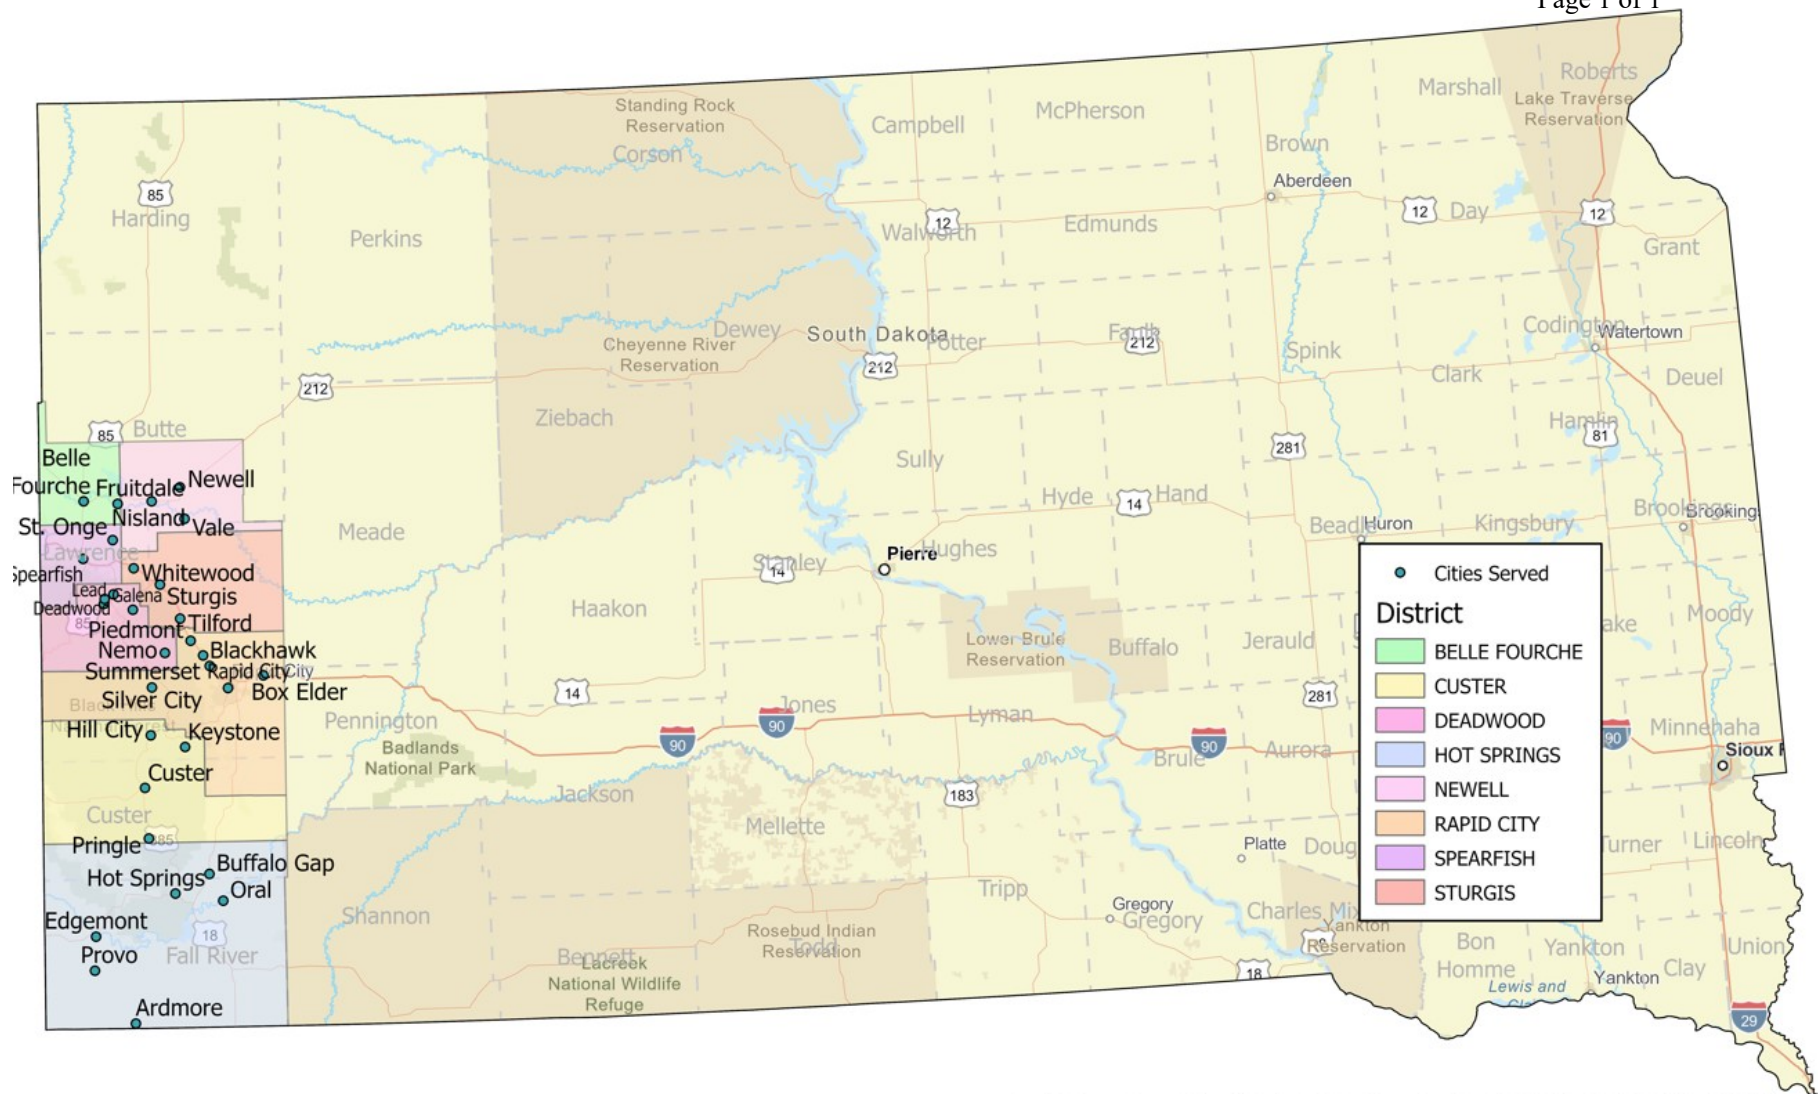 Page 1 of 1
Roberts
Marshall
Lake Traverse
Reservation
Standing Rock
Reservation
McPherson
Campbell
Brown
Corson
Aberdeen
85
Harding
12
Walworth
Edmunds
12
Day
12
Perkins
Grant
Dewey
South Dakota
Potter
Faulk
212
Codington
Watertown
Cheyenne River
Reservation
212
Spink
Clark
Deuel
212
Ziebach
Hamlin
81
85
Butte
281
Belle
Fourche
Fruitdale
Newell
Sully
Hyde
14
Hand
St. Onge
Nisland
Vale
Meade
Beadle
Huron
Kingsbury
Brookings
Brooking
Lawrence
Pierre
Hughes
Stanley
14
Spearfish
Whitewood
Lead
Galena
Sturgis
Deadwood
85
Haakon
Tilford
Piedmont
Nemo
Blackhawk
Lower Brule
Reservation
Buffalo
Jerauld
ake
Moody
Summerset
Rapid City
City
Box Elder
Silver City
14
281
Jones
Lyman
Pennington
Hill City
Keystone
Badlands
National Park
90
90
90
Brule
Aurora
90
Minnehaha
Sioux F
Custer
Jackson
183
Custer
Mellette
Pringle
385
Platte
Doug
Turner
Lincoln
Buffalo Gap
Hot Springs
Oral
Tripp
Gregory
Gregory
Charles Mix
Yankton
Reservation
Shannon
Edgemont
18
Fall River
Provo
Rosebud Indian
Reservation
Todd
Bennett
Lacreek
National Wildlife
Refuge
18
Bon
Homme
Yankton
Yankton
Clay
Union
Lewis and
Ardmore
29
Cities Served
District
BELLE FOURCHE
CUSTER
DEADWOOD
HOT SPRINGS
NEWELL
RAPID CITY
SPEARFISH
STURGIS